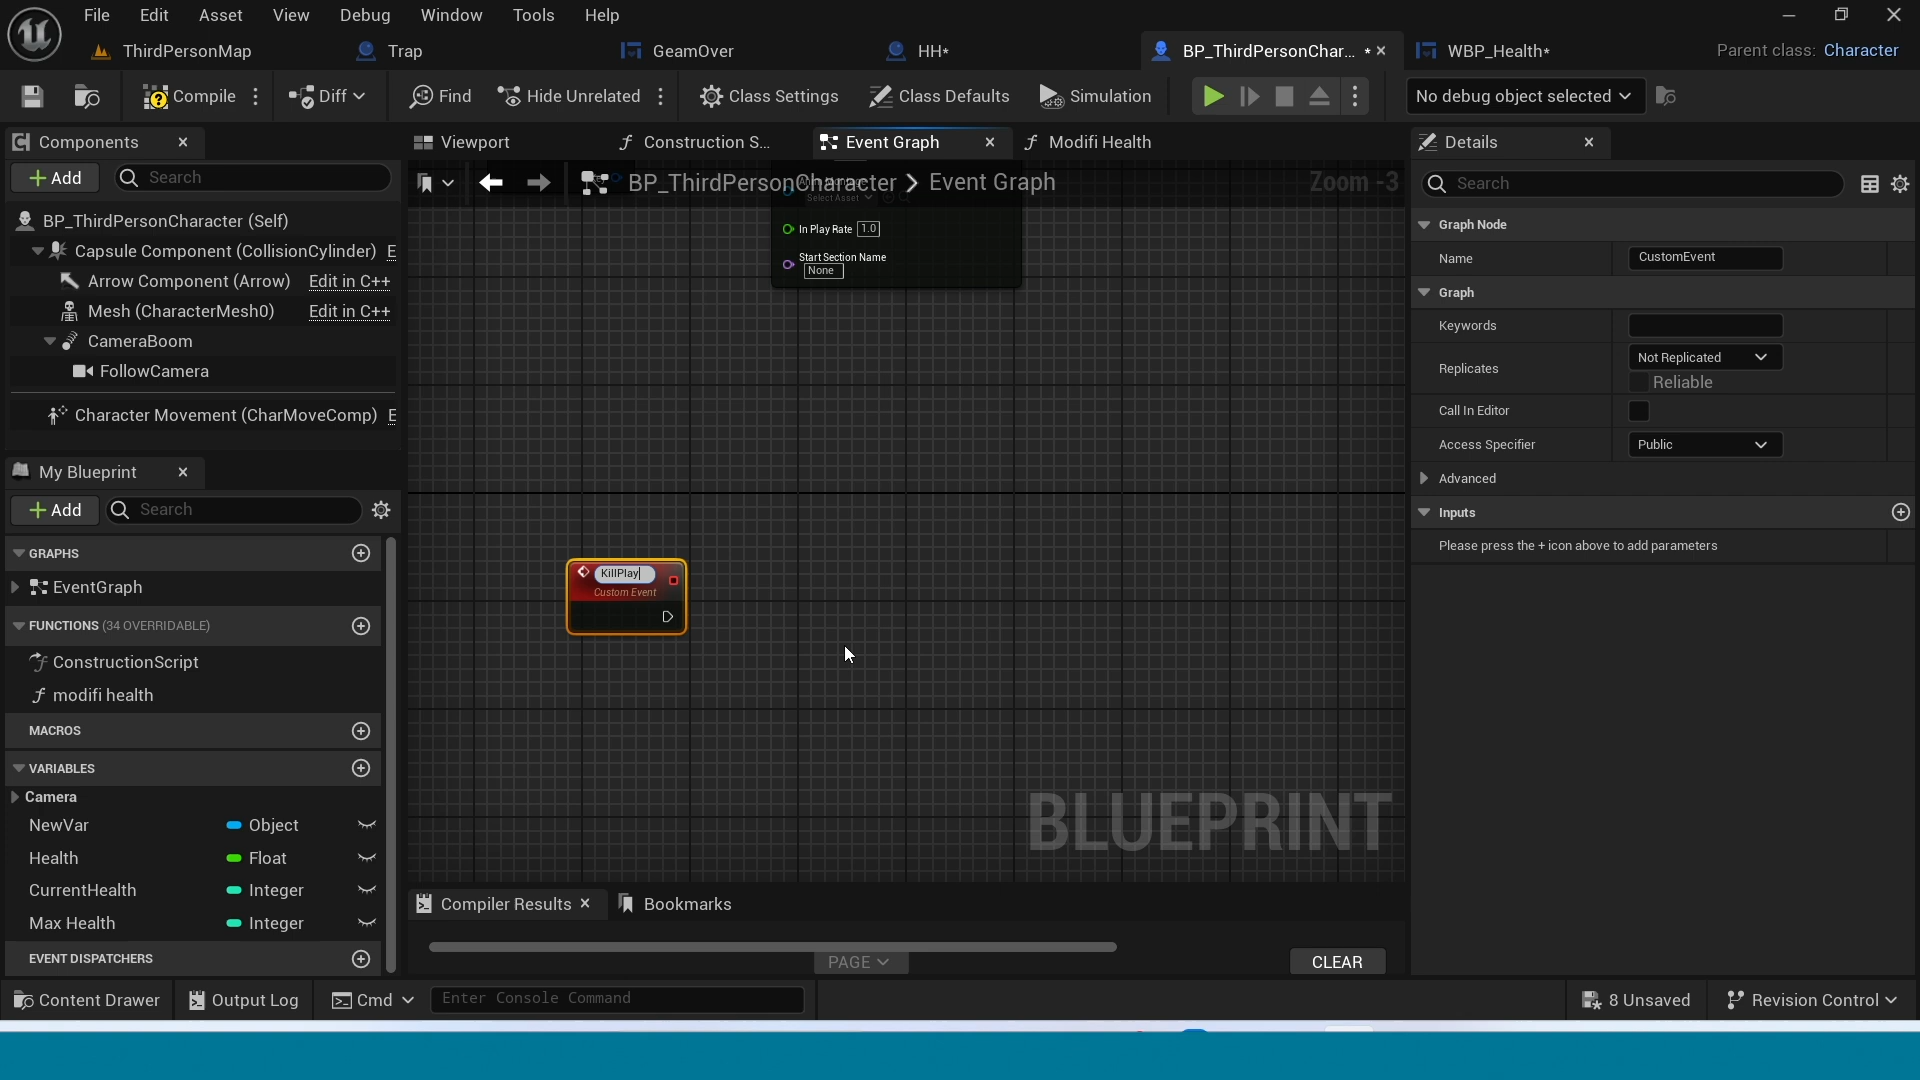 File Edit Asset View Debug Window Tools Help
ThirdPersonMap Trap GeamOver HH* BP_ThirdPersonChar... * WBP_Health* Parent class: Character
Compile Diff Find Hide Unrelated Class Settings Class Defaults Simulation No debug object selected
Components
Add Search
BP_ThirdPersonCharacter (Self)
Capsule Component (CollisionCylinder) E
Arrow Component (Arrow) Edit in C++
Mesh (CharacterMesh0) Edit in C++
CameraBoom
FollowCamera
Character Movement (CharMoveComp) E
My Blueprint
Add Search
GRAPHS
EventGraph
FUNCTIONS (34 OVERRIDABLE)
ConstructionScript
modifi health
MACROS
VARIABLES
Camera
NewVar Object
Health Float
CurrentHealth Integer
Max Health Integer
EVENT DISPATCHERS
Viewport Construction S... Event Graph Modifi Health
BP_ThirdPersonCharacter > Event Graph Zoom -3
Select Asset
In Play Rate 1.0
Start Section Name
None
KillPlay
Custom Event
BLUEPRINT
Compiler Results Bookmarks
PAGE CLEAR
Details
Search
Graph Node
Name CustomEvent
Graph
Keywords
Replicates Not Replicated
Reliable
Call In Editor
Access Specifier Public
Advanced
Inputs
Please press the + icon above to add parameters
Content Drawer Output Log Cmd Enter Console Command 8 Unsaved Revision Control